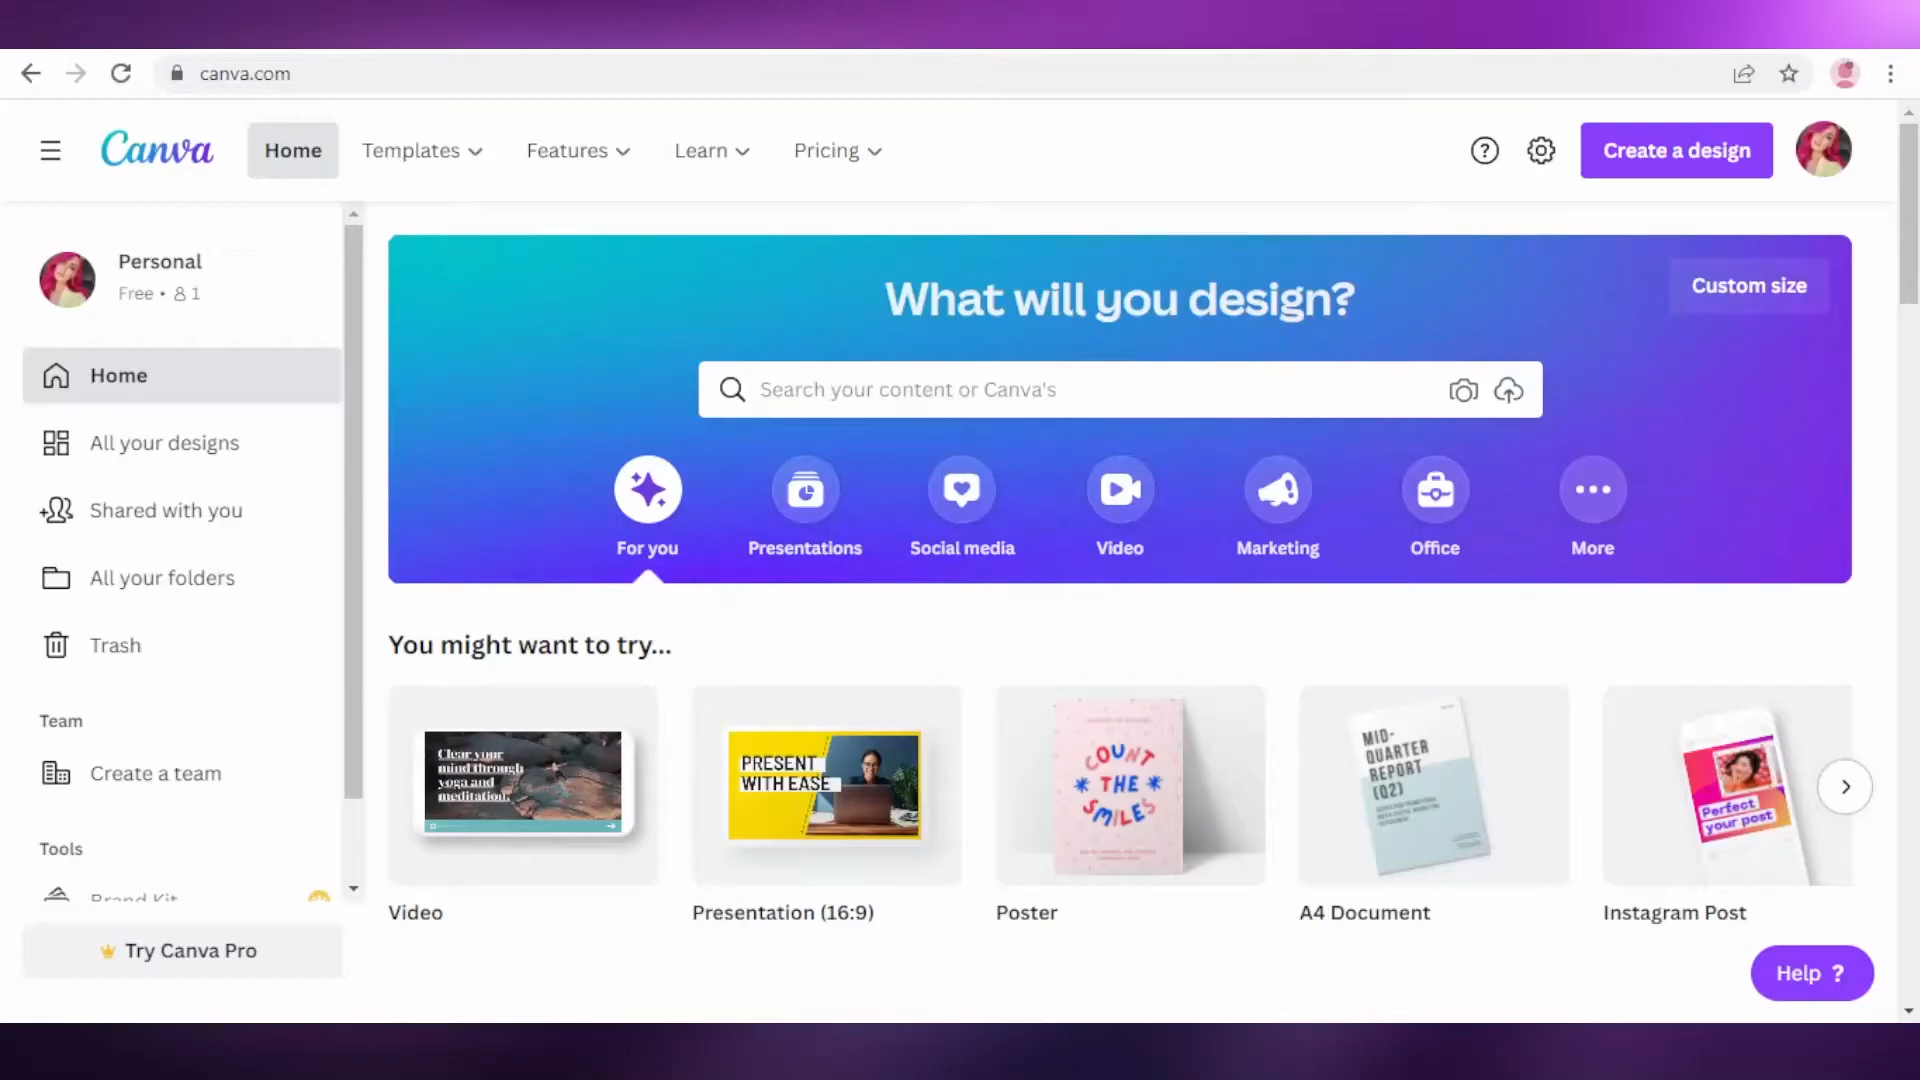 canva.com
Canva
Home
Templates
Features
Learn
Pricing
Create a design
Personal
Free • 1
Home
All your designs
Shared with you
All your folders
Trash
Team
Create a team
Tools
Brand Kit
Try Canva Pro
What will you design?
Custom size
Search your content or Canva's
For you
Presentations
Social media
Video
Marketing
Office
More
You might want to try...
Clear your
mind through
yoga and
meditation.
PRESENT
WITH EASE
COUNT
* THE *
SMILES
MID-
QUARTER
REPORT
(Q2)
Perfect
your post
Video
Presentation (16:9)
Poster
A4 Document
Instagram Post
Help ?